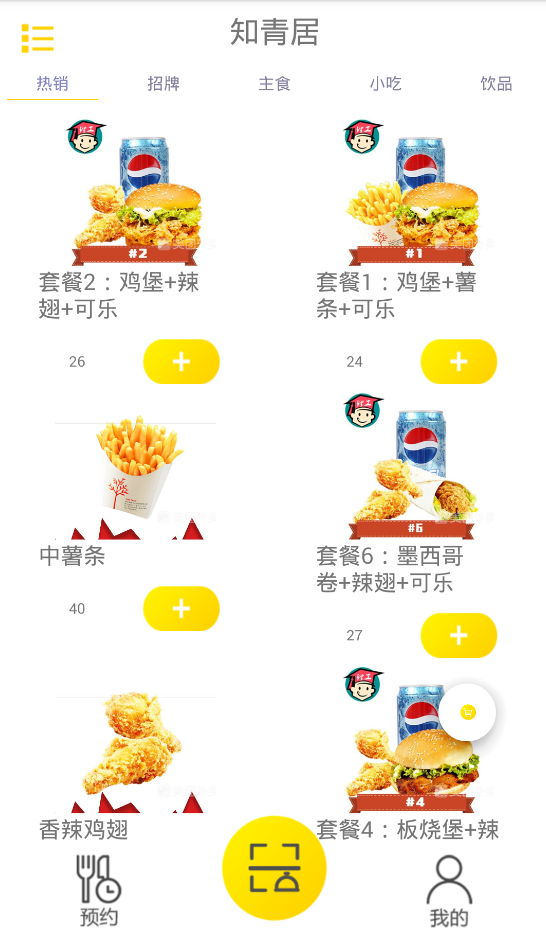 知青居
热销 招牌 主食 小吃 饮品
#2
#1
套餐2：鸡堡+辣
翅+可乐
套餐1：鸡堡+薯
条+可乐
26
24
#6
中薯条
套餐6：墨西哥
卷+辣翅+可乐
40
27
#4
香辣鸡翅
套餐4：板烧堡+辣
预约
我的